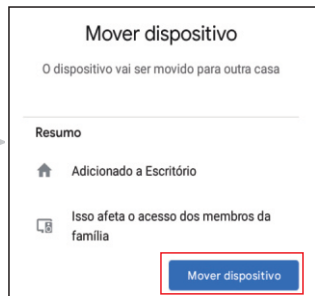 Mover dispositivo
O dispositivo vai ser movido para outra casa
Resumo
Adicionado a Escritório
Isso afeta o acesso dos membros da
família
Mover dispositivo